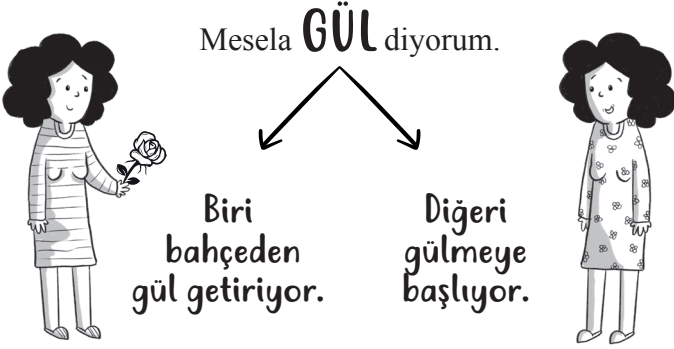 Mesela GÜL diyorum.
Biri
bahçeden
gül getiriyor.
Diğeri
gülmeye
başlıyor.